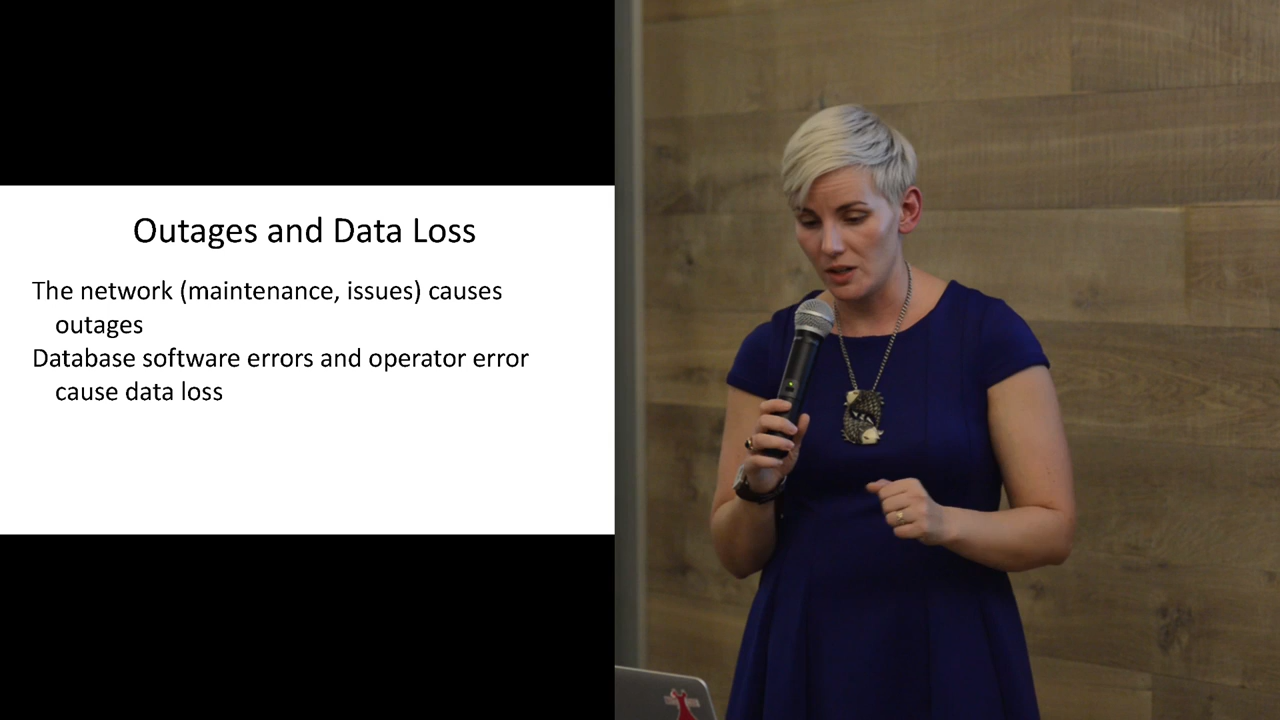 Outages and Data Loss
The network (maintenance, issues) causes
outages
Database software errors and operator error
cause data loss